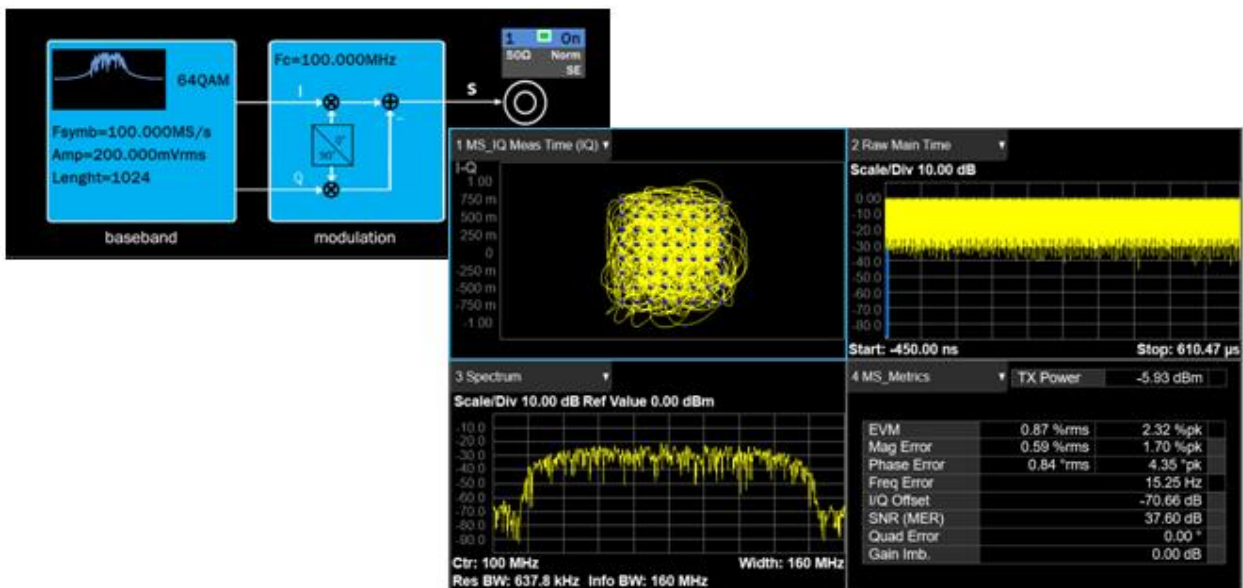 1 On
50Ω Norm
SE
Fc=100.000MHz
64QAM
I
S
Fsymb=100.000MS/s
Amp=200.000mVrms
Lenght=1024
0°
90°
Q
baseband
modulation
1 MS_IQ Meas Time (IQ)
I-Q
1.00
750 m
500 m
250 m
0
-250 m
-500 m
-750 m
-1.00
2 Raw Main Time
Scale/Div 10.00 dB
0.00
-10.0
-20.0
-30.0
-40.0
-50.0
-60.0
-70.0
-80.0
Start: -450.00 ns Stop: 610.47 µs
3 Spectrum
Scale/Div 10.00 dB Ref Value 0.00 dBm
-10.0
-20.0
-30.0
-40.0
-50.0
-60.0
-70.0
-80.0
-90.0
Ctr: 100 MHz Width: 160 MHz
Res BW: 637.8 kHz Info BW: 160 MHz
4 MS_Metrics TX Power -5.93 dBm
EVM 0.87 %rms 2.32 %pk
Mag Error 0.59 %rms 1.70 %pk
Phase Error 0.84 °rms 4.35 °pk
Freq Error 15.25 Hz
I/Q Offset -70.66 dB
SNR (MER) 37.60 dB
Quad Error 0.00 °
Gain Imb. 0.00 dB